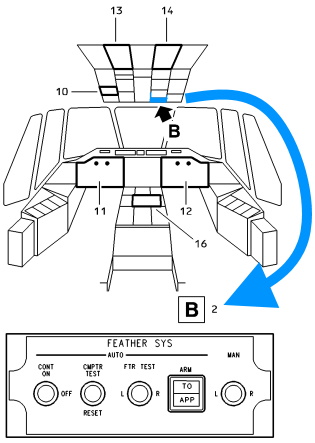 13 14
10
B
11 12
16
B 2
FEATHER SYS
AUTO
CONT ON CMPTR TEST FTR TEST ARM MAN
OFF L R TO APP L R
RESET